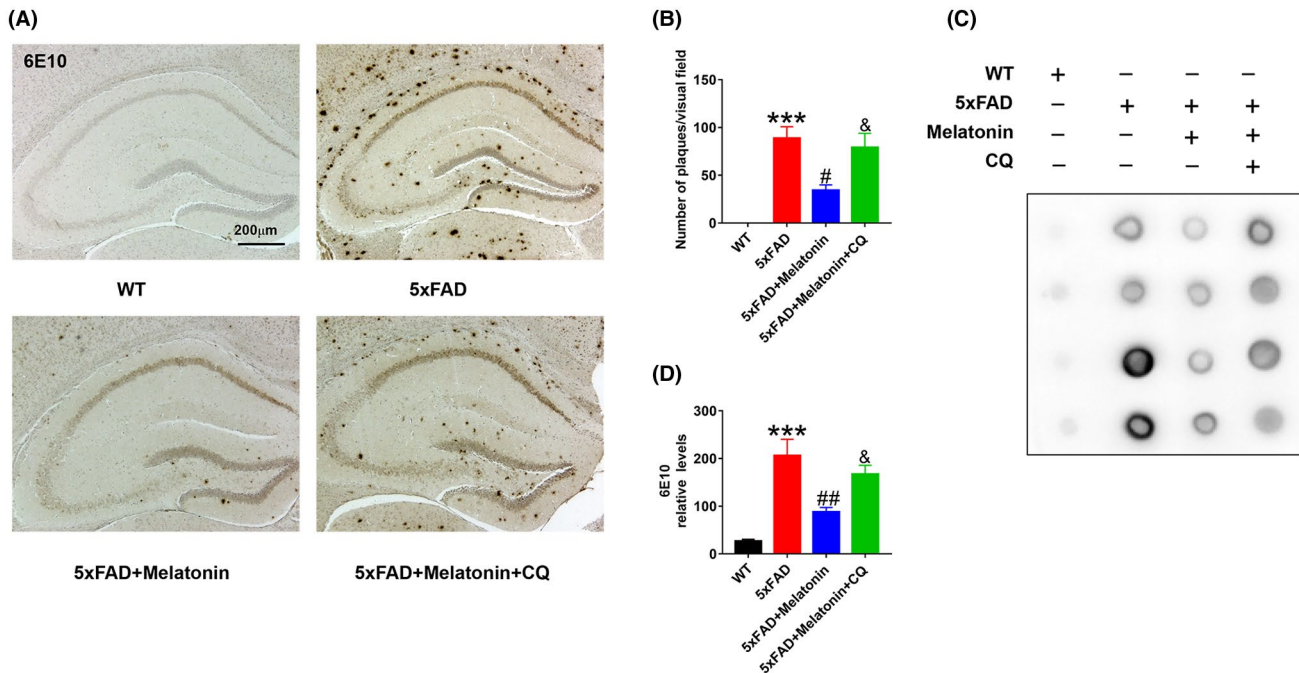 (A)
6E10
200μm
WT
5xFAD
5xFAD+Melatonin
5xFAD+Melatonin+CQ
(B)
Number of plaques/visual field
150
100
50
0
***
#
&
WT
5xFAD
5xFAD+Melatonin
5xFAD+Melatonin+CQ
(C)
WT + − − −
5xFAD − + + +
Melatonin − − + +
CQ − − − +
(D)
6E10
relative levels
300
200
100
0
***
##
&
WT
5xFAD
5xFAD+Melatonin
5xFAD+Melatonin+CQ